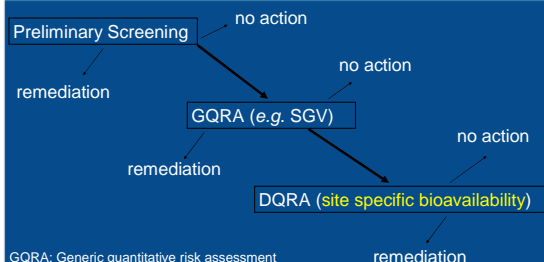 no action
Preliminary Screening
no action
remediation
GQRA (e.g. SGV)
no action
remediation
DQRA (site specific bioavailability)
GQRA: Generic quantitative risk assessment
remediation